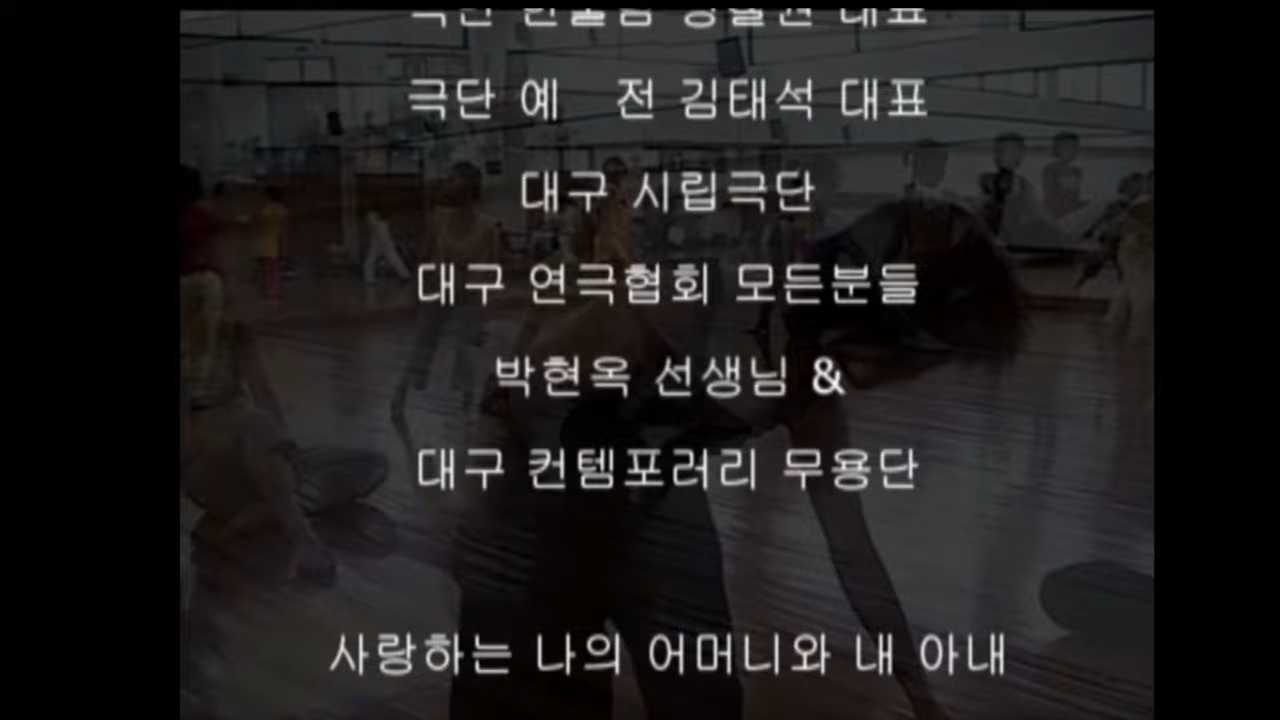 극단 예 전 김태석 대표
대구 시립극단
대구 연극협회 모든분들
박현옥 선생님 &
대구 컨템포러리 무용단
사랑하는 나의 어머니와 내 아내